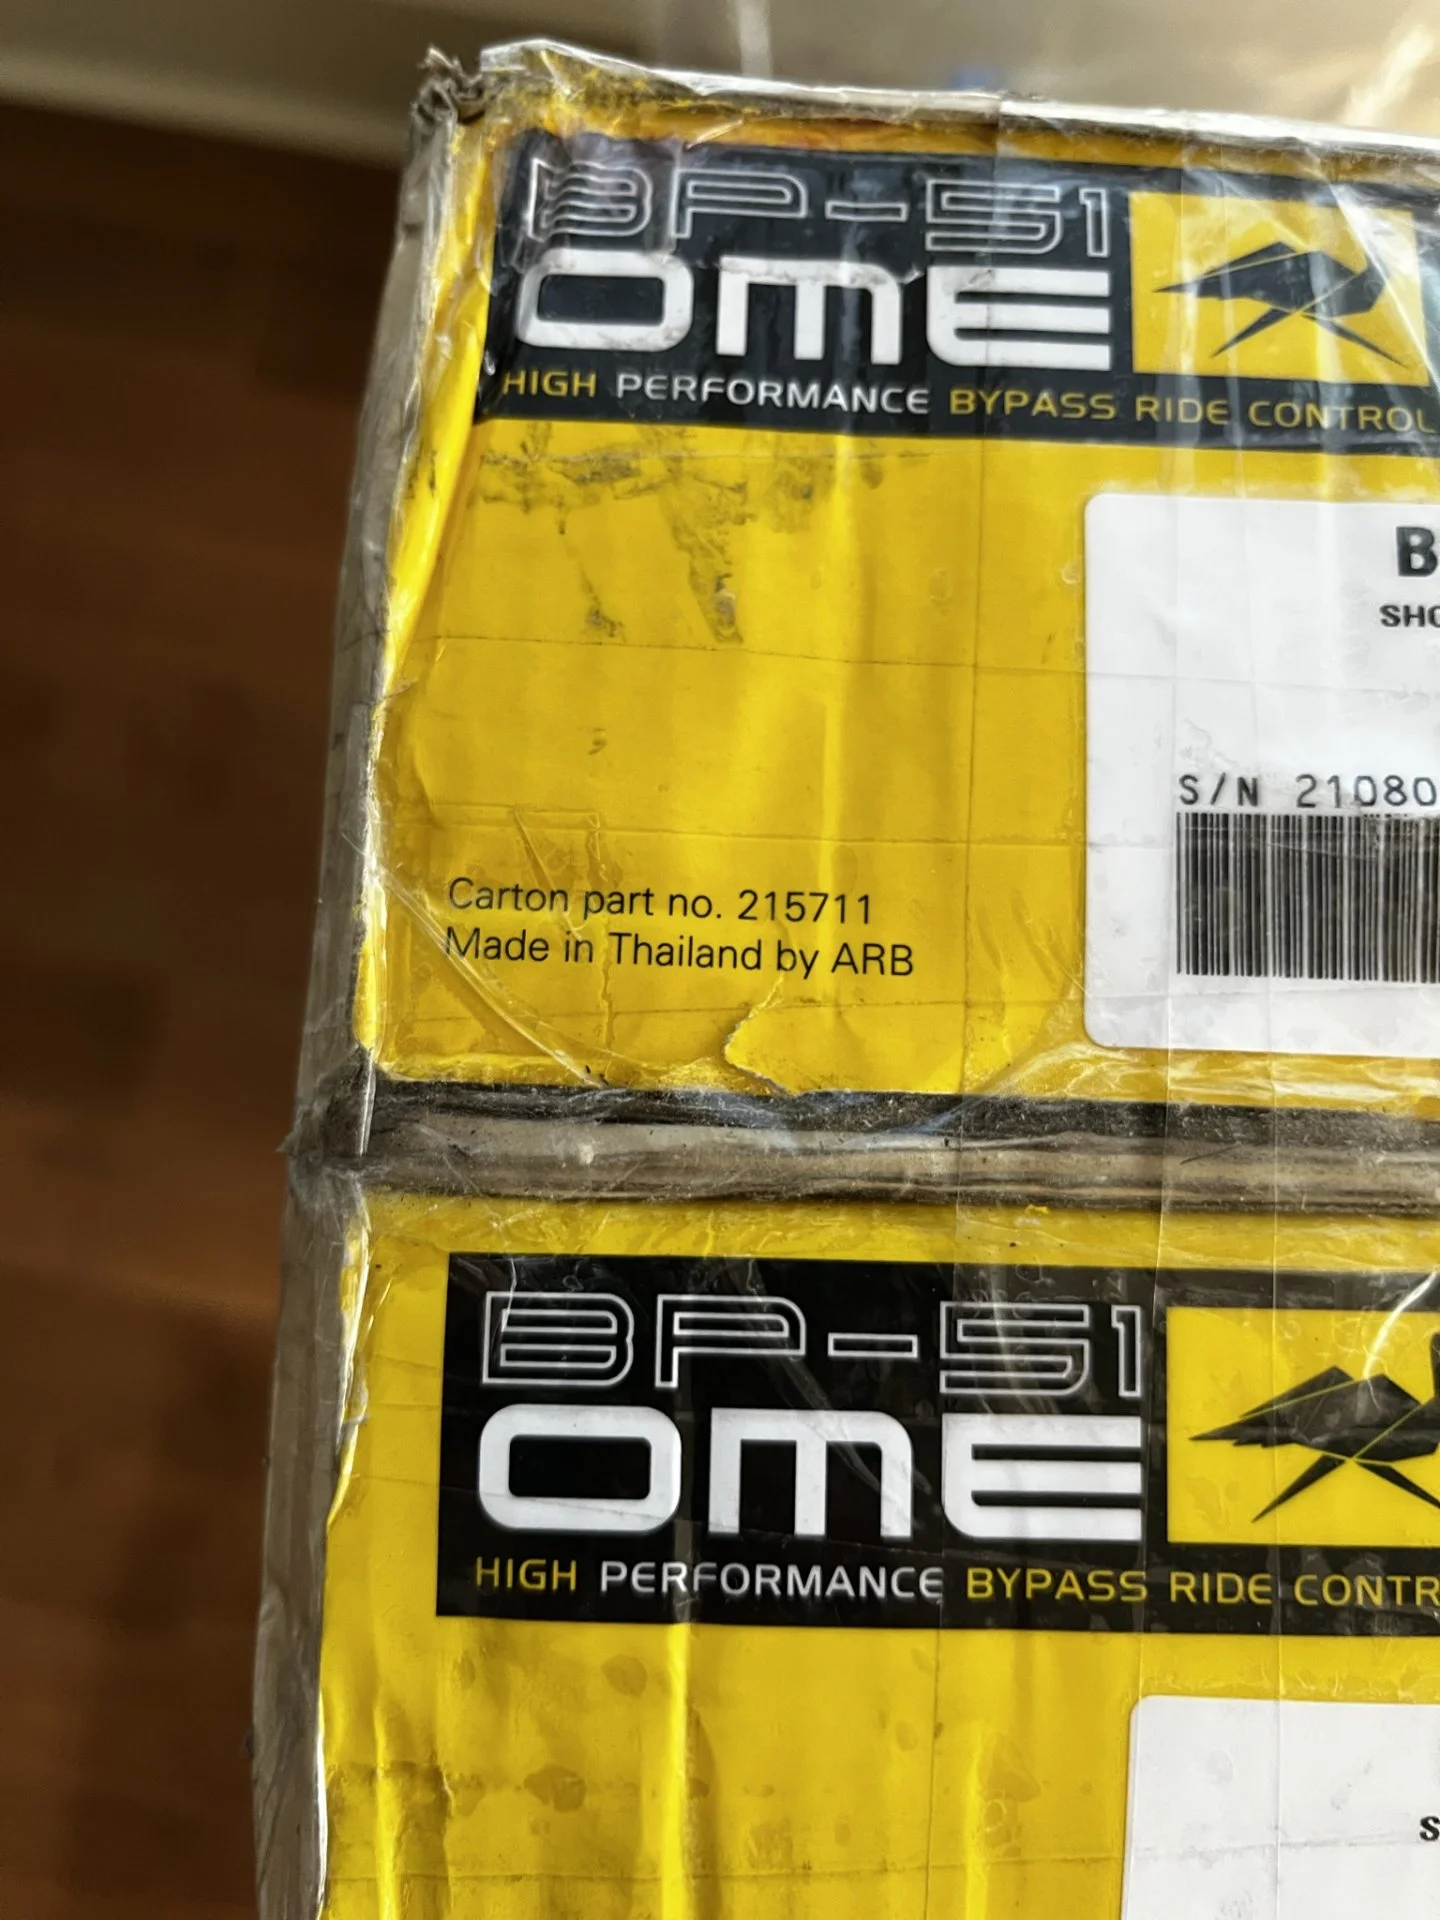 BP-51
OME
HIGH PERFORMANCE BYPASS RIDE CONTROL
B
SHO
S/N 21080
Carton part no. 215711
Made in Thailand by ARB
BP-51
OME
HIGH PERFORMANCE BYPASS RIDE CONTR
S